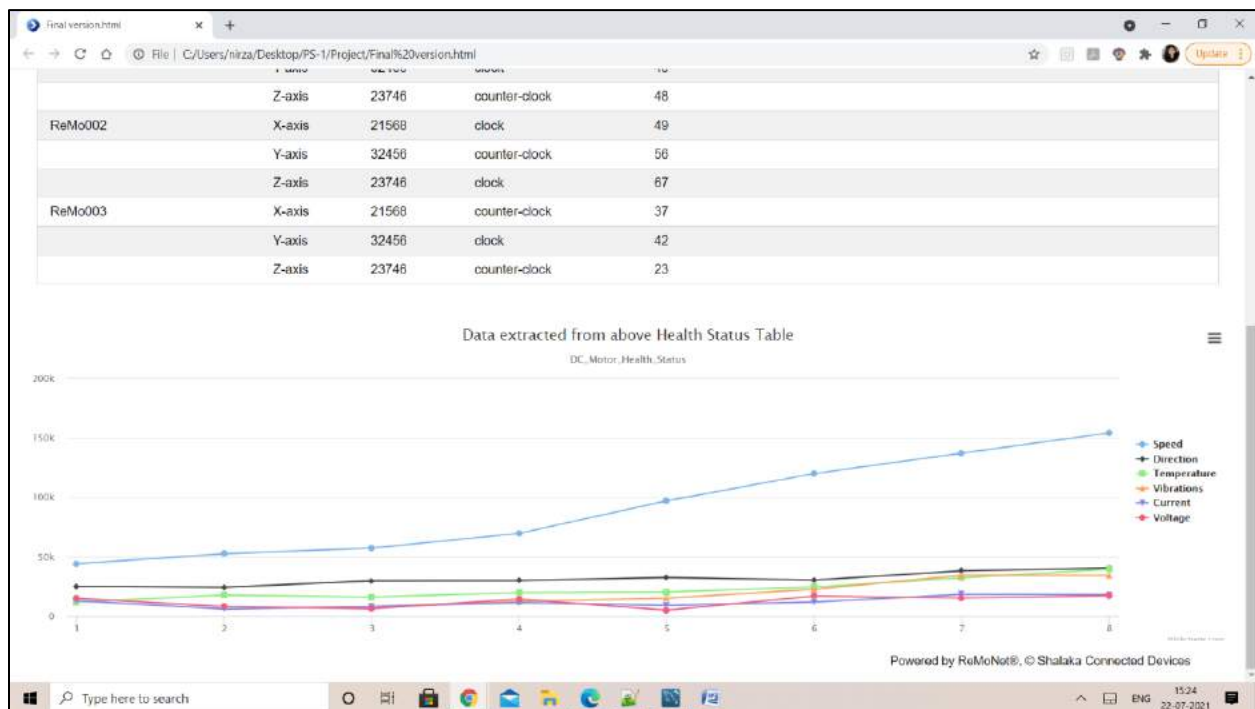 Final version.html
File | C:/Users/nirza/Desktop/PS-1/Project/Final%20version.html
Update
Z-axis 23746 counter-clock 48
ReMo002 X-axis 21568 clock 49
Y-axis 32456 counter-clock 56
Z-axis 23746 clock 67
ReMo003 X-axis 21568 counter-clock 37
Y-axis 32456 clock 42
Z-axis 23746 counter-clock 23
Data extracted from above Health Status Table
DC_Motor_Health_Status
200k
150k
100k
50k
0
1 2 3 4 5 6 7 8
Speed
Direction
Temperature
Vibrations
Current
Voltage
Powered by ReMoNet®, © Shalaka Connected Devices
Type here to search
ENG
15:24
22-07-2021